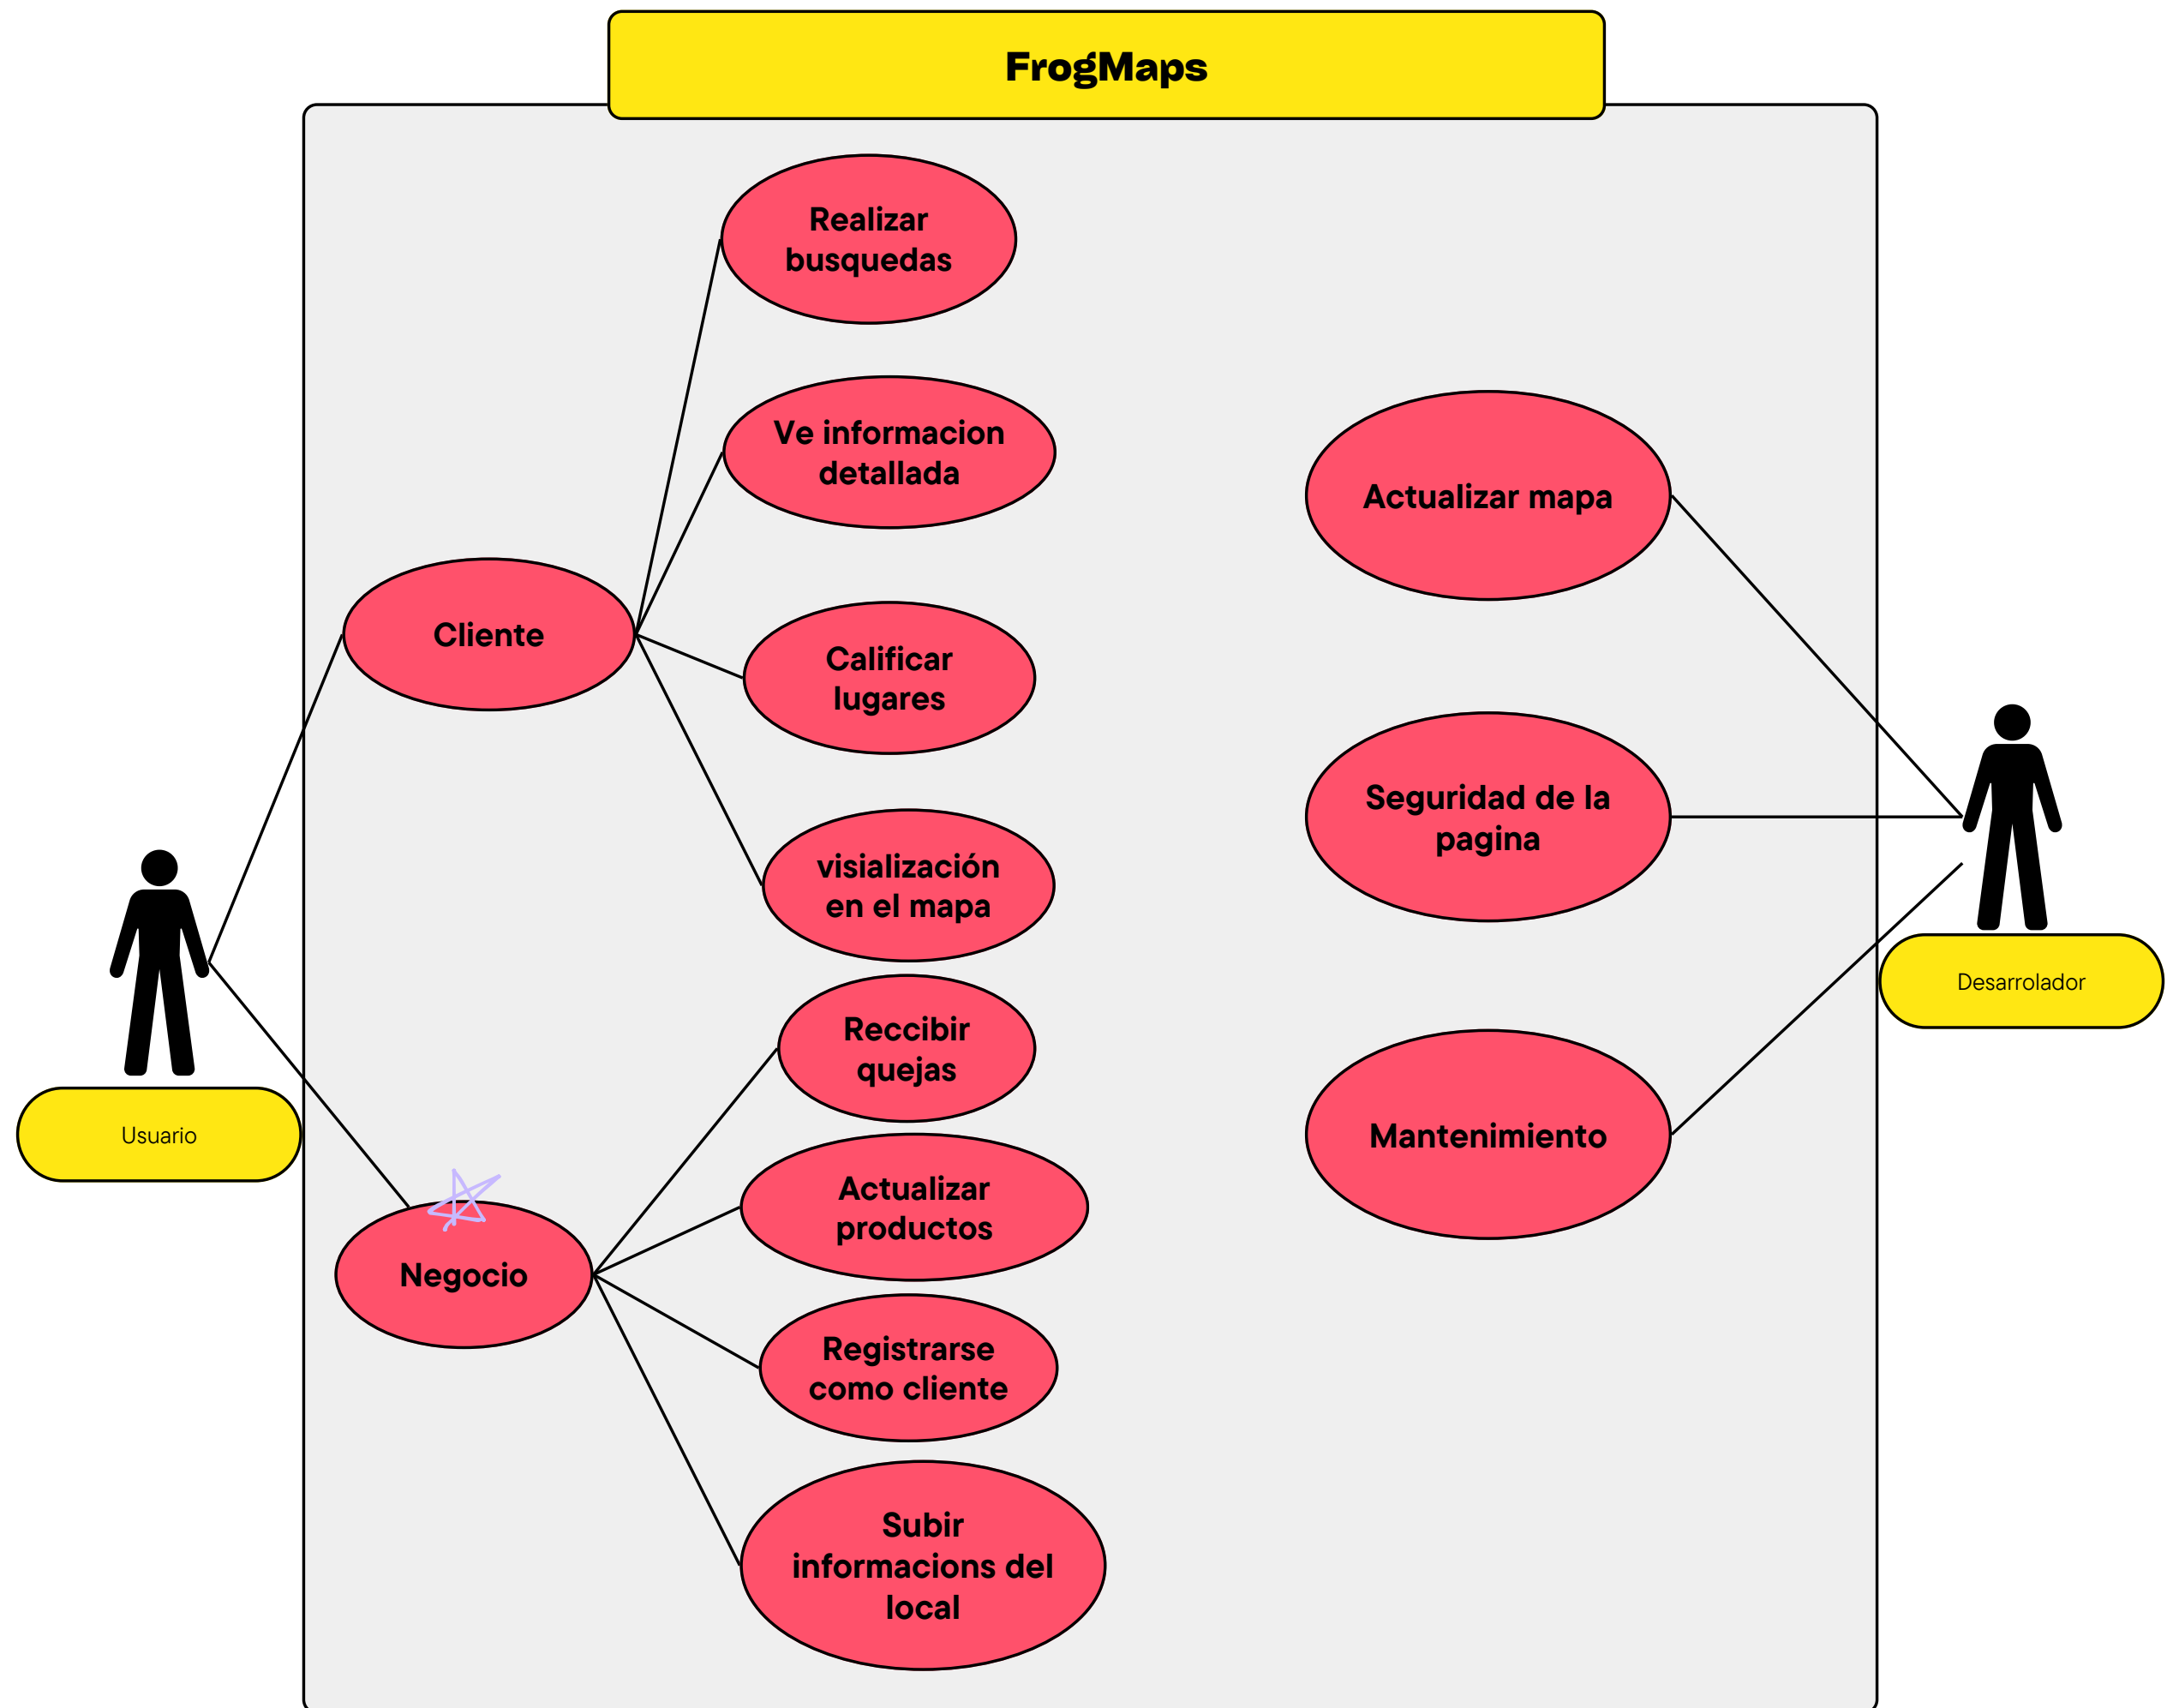 FrogMaps
Realizar
busquedas
Ve informacion
detallada
Cliente
Calificar
lugares
visialización
en el mapa
Usuario
Negocio
Reccibir
quejas
Actualizar
productos
Registrarse
como cliente
Subir
informacions del
local
Actualizar mapa
Seguridad de la
pagina
Mantenimiento
Desarrolador